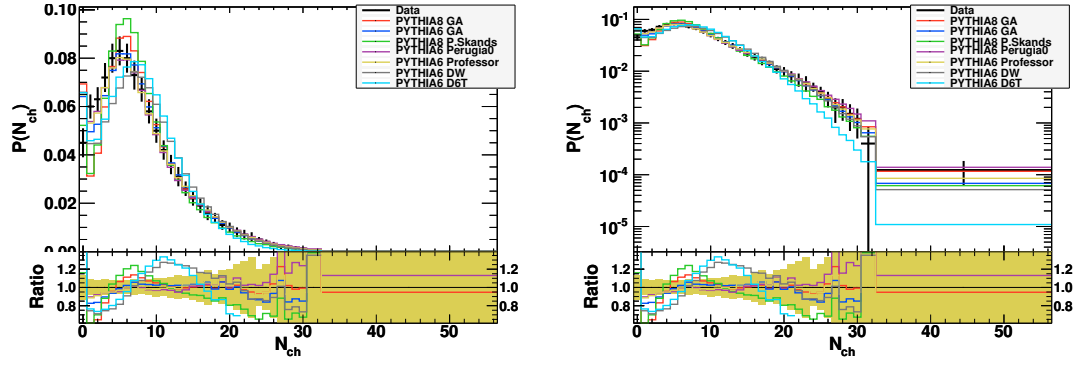 0.10
0.08
0.06
0.04
0.02
0.00
P(N_ch)
Data
PYTHIA8 GA
PYTHIA6 GA
PYTHIA8 P.Skands
PYTHIA6 Perugia0
PYTHIA6 Professor
PYTHIA6 DW
PYTHIA6 D6T
Ratio
1.2
1.0
0.8
1.2
1.0
0.8
0 10 20 30 40 50
N_ch
10^-1
10^-2
10^-3
10^-4
10^-5
P(N_ch)
Data
PYTHIA8 GA
PYTHIA6 GA
PYTHIA8 P.Skands
PYTHIA6 Perugia0
PYTHIA6 Professor
PYTHIA6 DW
PYTHIA6 D6T
Ratio
1.2
1.0
0.8
1.2
1.0
0.8
0 10 20 30 40 50
N_ch